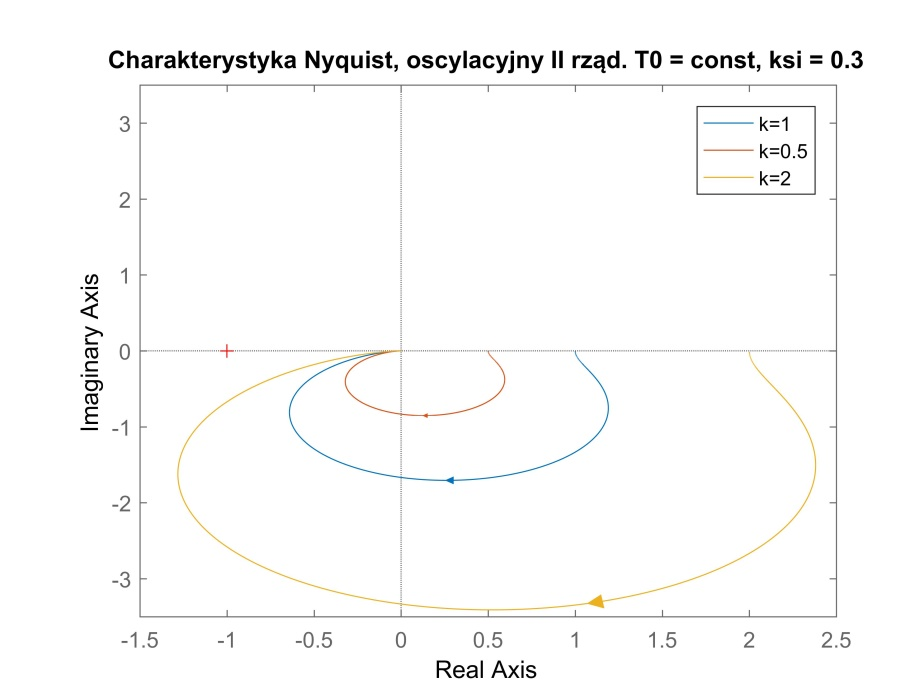 Charakterystyka Nyquist, oscylacyjny II rząd. T0 = const, ksi = 0.3
k=1
k=0.5
k=2
3
2
1
0
-1
-2
-3
Imaginary Axis
-1.5 -1 -0.5 0 0.5 1 1.5 2 2.5
Real Axis